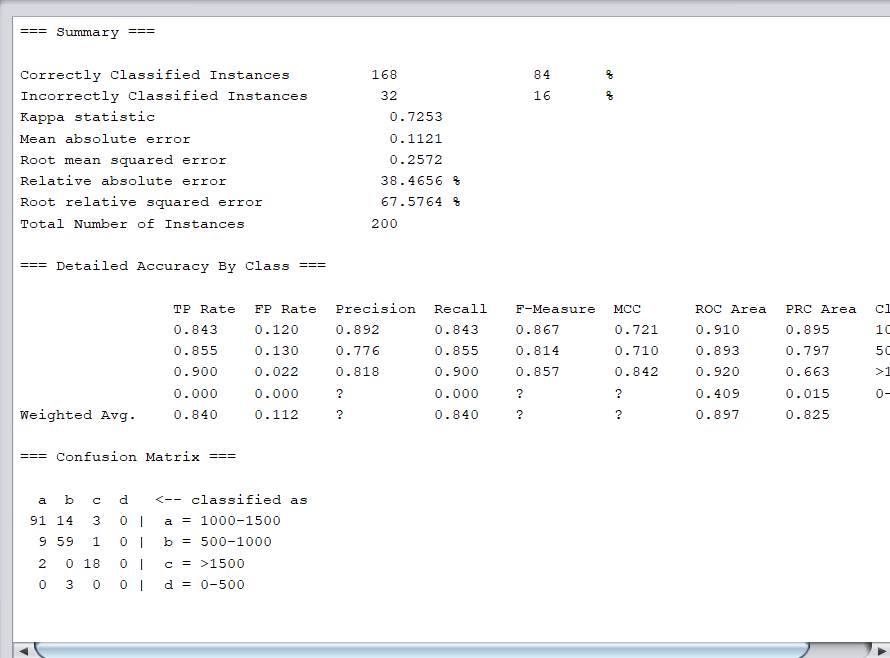 === Summary ===
Correctly Classified Instances 168 84 %
Incorrectly Classified Instances 32 16 %
Kappa statistic 0.7253
Mean absolute error 0.1121
Root mean squared error 0.2572
Relative absolute error 38.4656 %
Root relative squared error 67.5764 %
Total Number of Instances 200
=== Detailed Accuracy By Class ===
TP Rate FP Rate Precision Recall F-Measure MCC ROC Area PRC Area Cl
0.843 0.120 0.892 0.843 0.867 0.721 0.910 0.895 10
0.855 0.130 0.776 0.855 0.814 0.710 0.893 0.797 50
0.900 0.022 0.818 0.900 0.857 0.842 0.920 0.663 >1
0.000 0.000 ? 0.000 ? ? 0.409 0.015 0-
Weighted Avg. 0.840 0.112 ? 0.840 ? ? 0.897 0.825
=== Confusion Matrix ===
a b c d <-- classified as
91 14 3 0 | a = 1000-1500
9 59 1 0 | b = 500-1000
2 0 18 0 | c = >1500
0 3 0 0 | d = 0-500